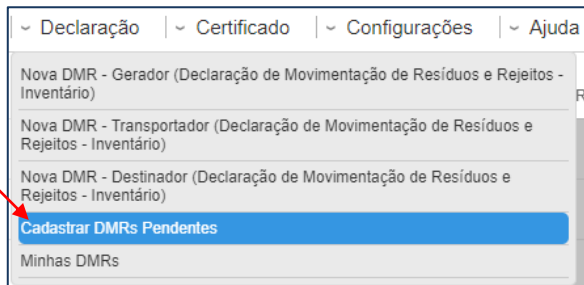 Declaração Certificado Configurações Ajuda
Nova DMR - Gerador (Declaração de Movimentação de Resíduos e Rejeitos -
Inventário)
Nova DMR - Transportador (Declaração de Movimentação de Resíduos e
Rejeitos - Inventário)
Nova DMR - Destinador (Declaração de Movimentação de Resíduos e
Rejeitos - Inventário)
Cadastrar DMRs Pendentes
Minhas DMRs